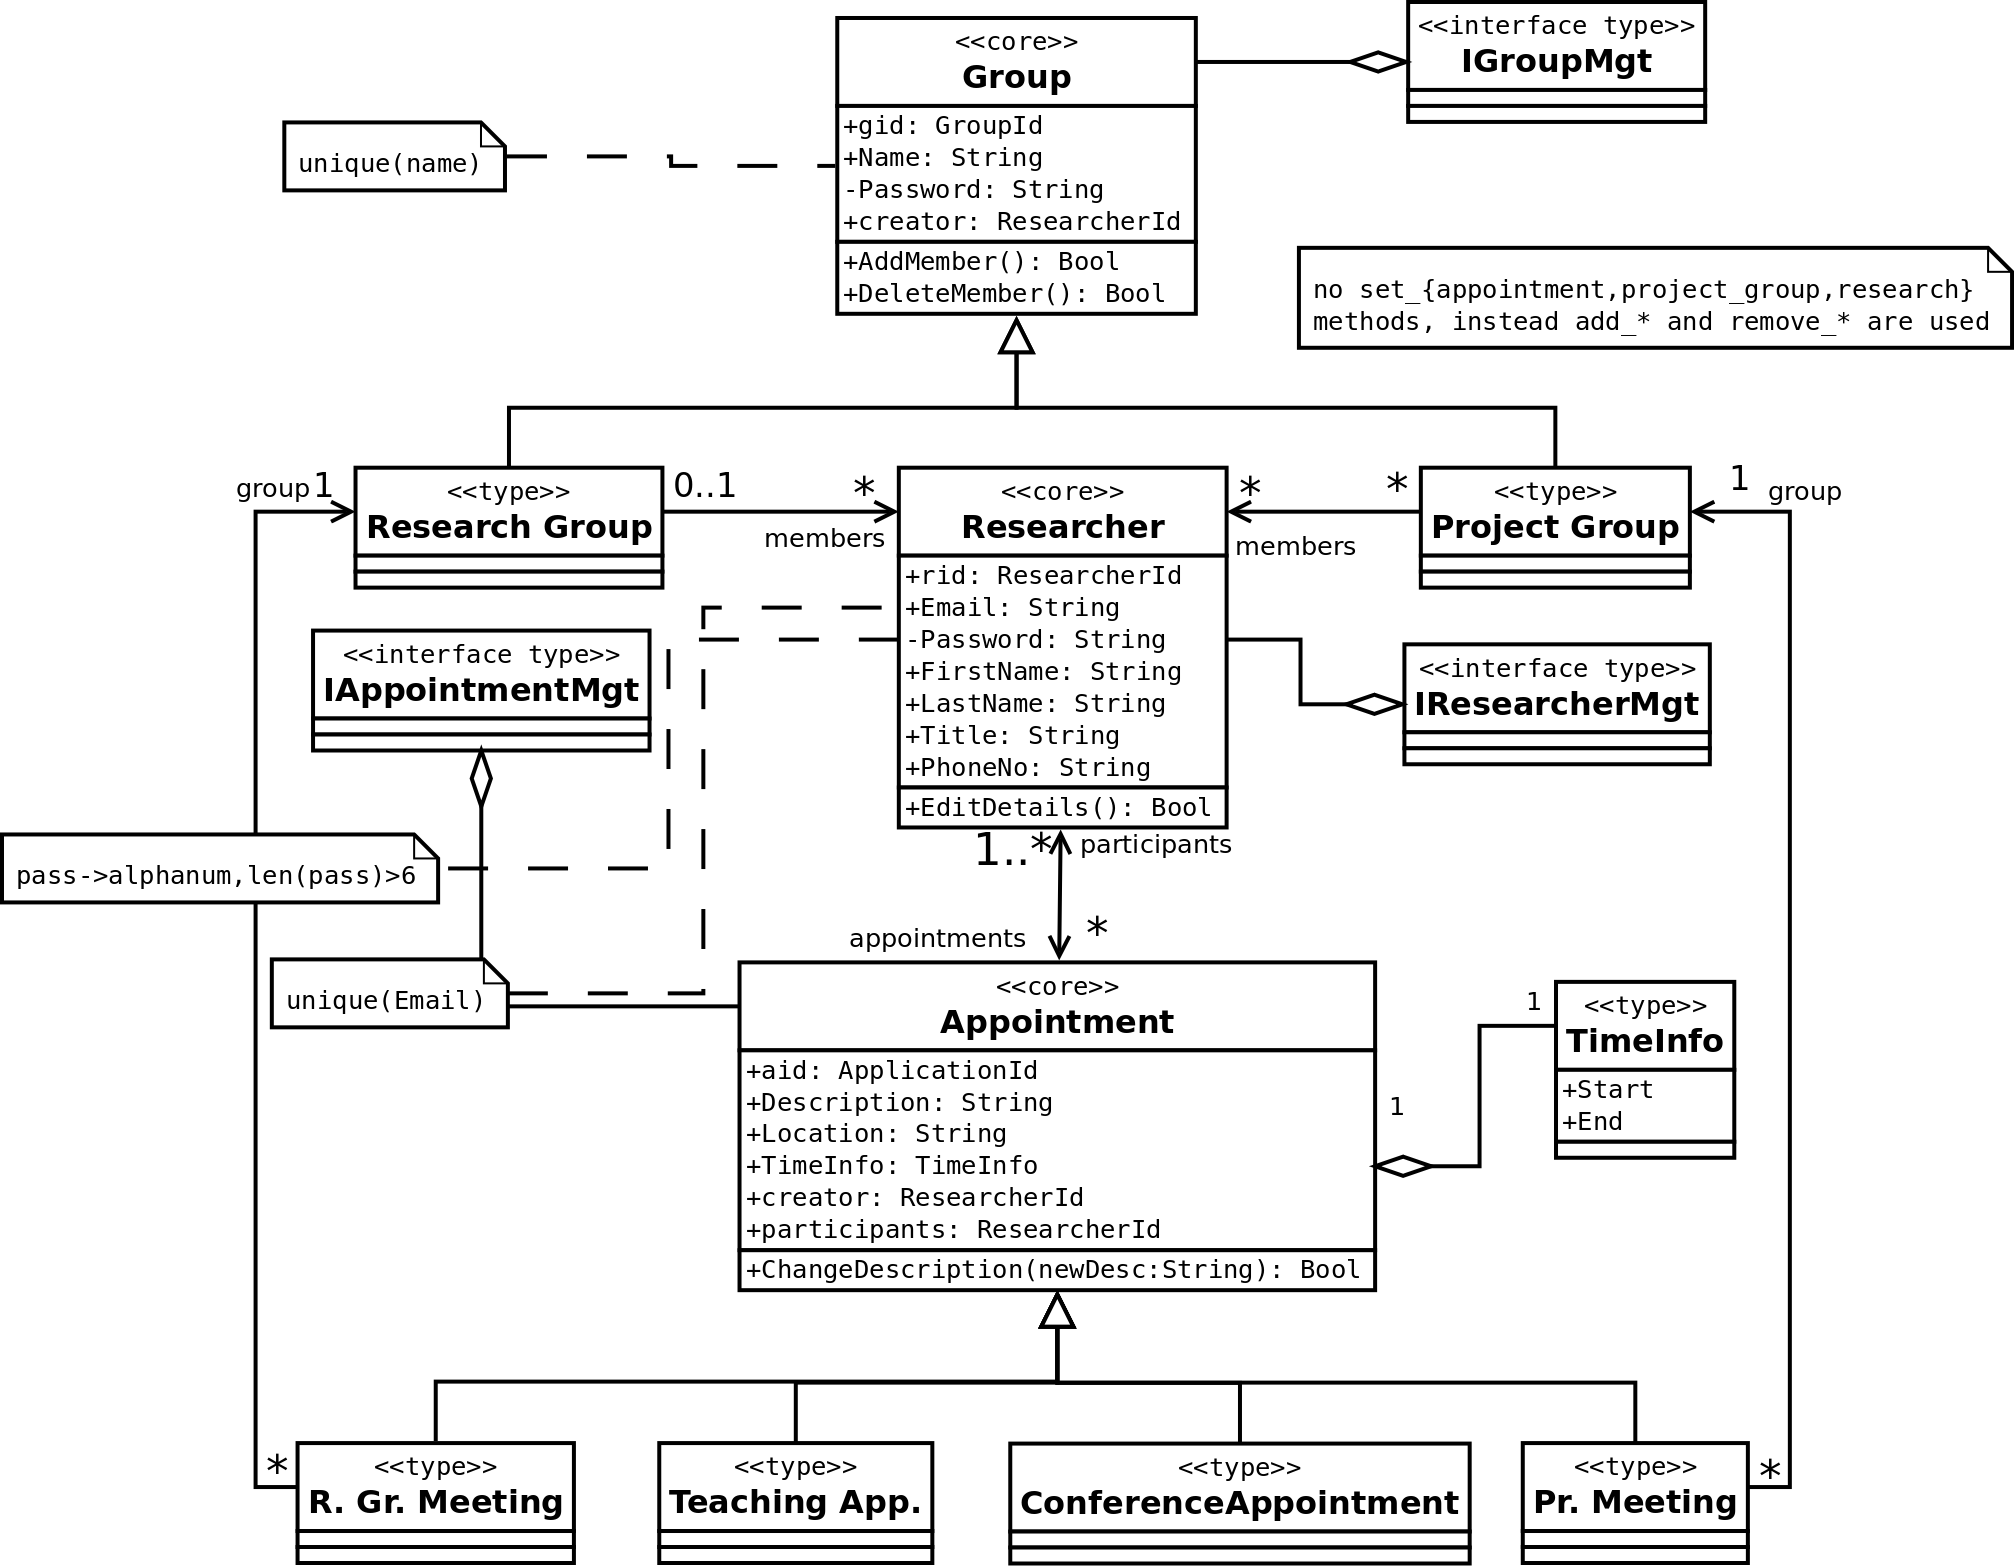 <<core>>
Group
+gid: GroupId
+Name: String
-Password: String
+creator: ResearcherId
+AddMember(): Bool
+DeleteMember(): Bool
<<interface type>>
IGroupMgt
unique(name)
no set_{appointment,project_group,research}
methods, instead add_* and remove_* are used
group 1
<<type>>
Research Group
0..1
*
members
<<core>>
Researcher
+rid: ResearcherId
+Email: String
-Password: String
+FirstName: String
+LastName: String
+Title: String
+PhoneNo: String
+EditDetails(): Bool
*
members
*
<<type>>
Project Group
1
group
<<interface type>>
IAppointmentMgt
<<interface type>>
IResearcherMgt
pass->alphanum,len(pass)>6
1..*
participants
appointments
*
unique(Email)
<<core>>
Appointment
+aid: ApplicationId
+Description: String
+Location: String
+TimeInfo: TimeInfo
+creator: ResearcherId
+participants: ResearcherId
+ChangeDescription(newDesc:String): Bool
1
1
<<type>>
TimeInfo
+Start
+End
*
<<type>>
R. Gr. Meeting
<<type>>
Teaching App.
<<type>>
ConferenceAppointment
<<type>>
Pr. Meeting
*